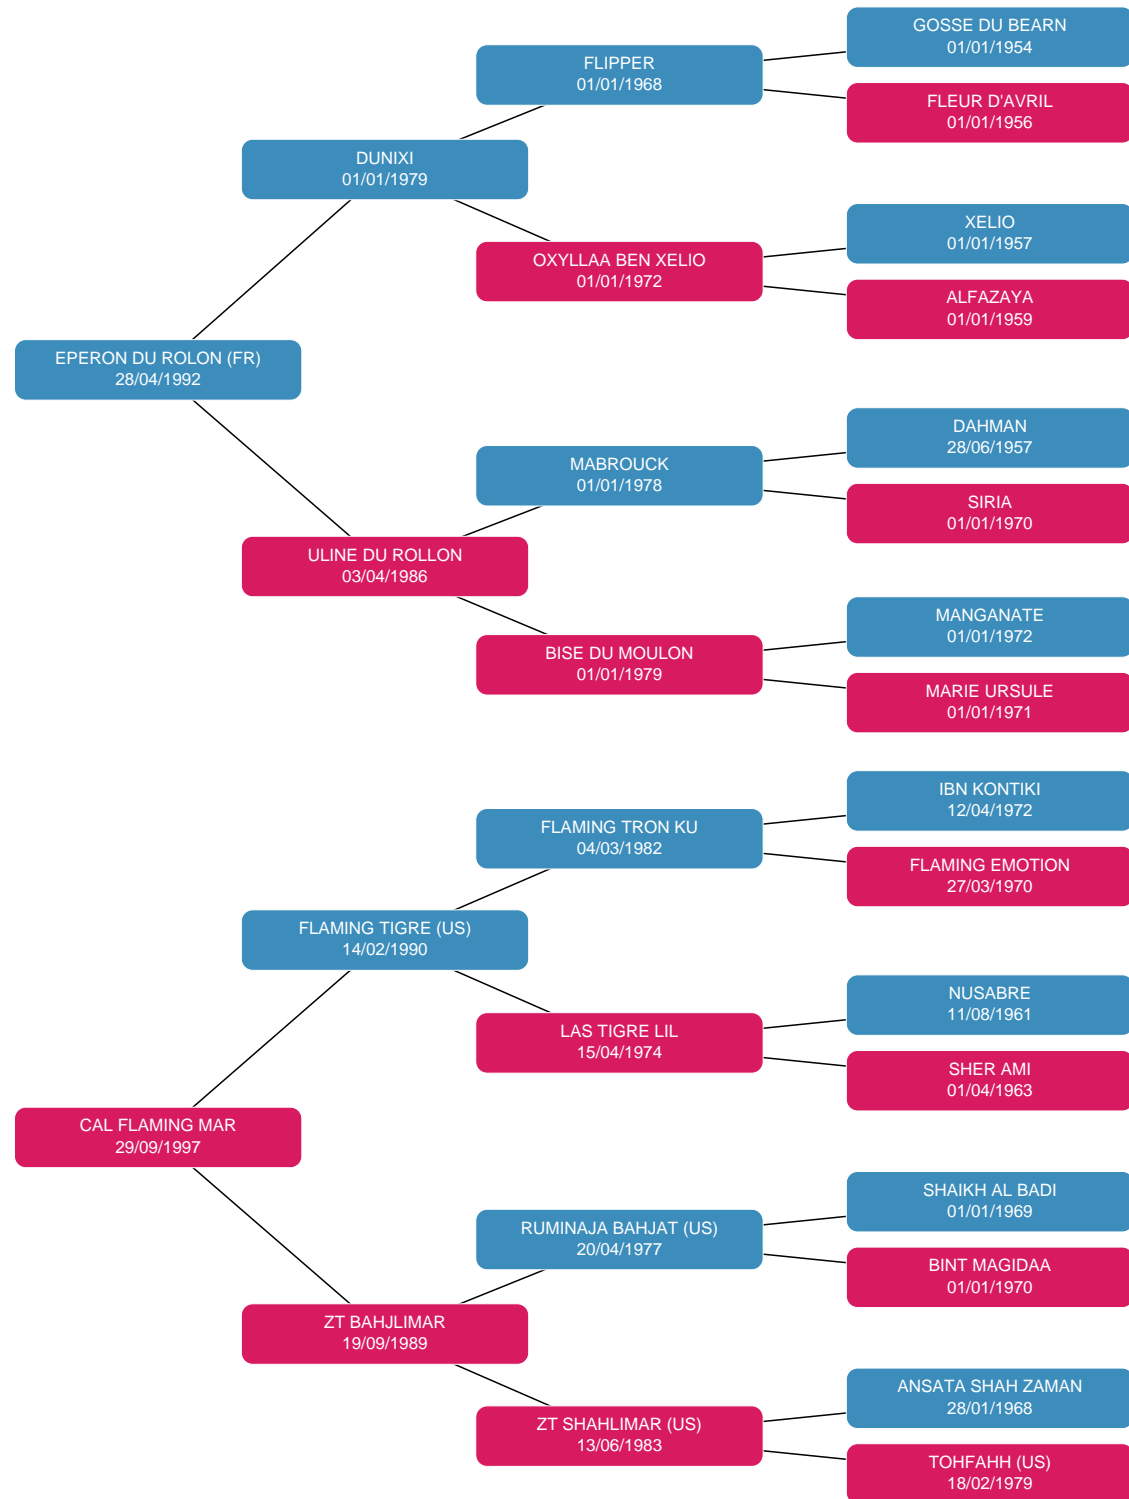 GOSSE DU BEARN
01/01/1954
FLIPPER
01/01/1968
FLEUR D'AVRIL
01/01/1956
DUNIXI
01/01/1979
XELIO
01/01/1957
OXYLLAA BEN XELIO
01/01/1972
ALFAZAYA
01/01/1959
EPERON DU ROLON (FR)
28/04/1992
DAHMAN
28/06/1957
MABROUCK
01/01/1978
SIRIA
01/01/1970
ULINE DU ROLLON
03/04/1986
MANGANATE
01/01/1972
BISE DU MOULON
01/01/1979
MARIE URSULE
01/01/1971
IBN KONTIKI
12/04/1972
FLAMING TRON KU
04/03/1982
FLAMING EMOTION
27/03/1970
FLAMING TIGRE (US)
14/02/1990
NUSABRE
11/08/1961
LAS TIGRE LIL
15/04/1974
SHER AMI
01/04/1963
CAL FLAMING MAR
29/09/1997
SHAIKH AL BADI
01/01/1969
RUMINAJA BAHJAT (US)
20/04/1977
BINT MAGIDAA
01/01/1970
ZT BAHJLIMAR
19/09/1989
ANSATA SHAH ZAMAN
28/01/1968
ZT SHAHLIMAR (US)
13/06/1983
TOHFAHH (US)
18/02/1979